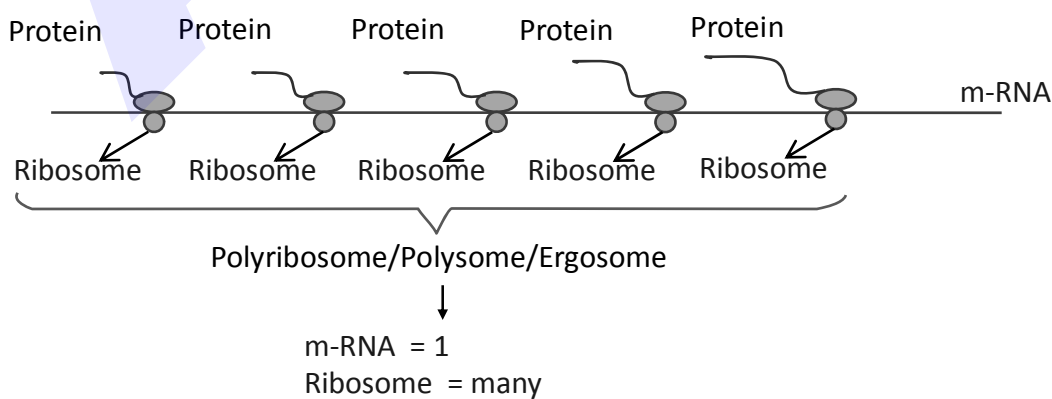 Protein Protein Protein Protein Protein
m-RNA
Ribosome Ribosome Ribosome Ribosome Ribosome
Polyribosome/Polysome/Ergosome
m-RNA = 1
Ribosome = many